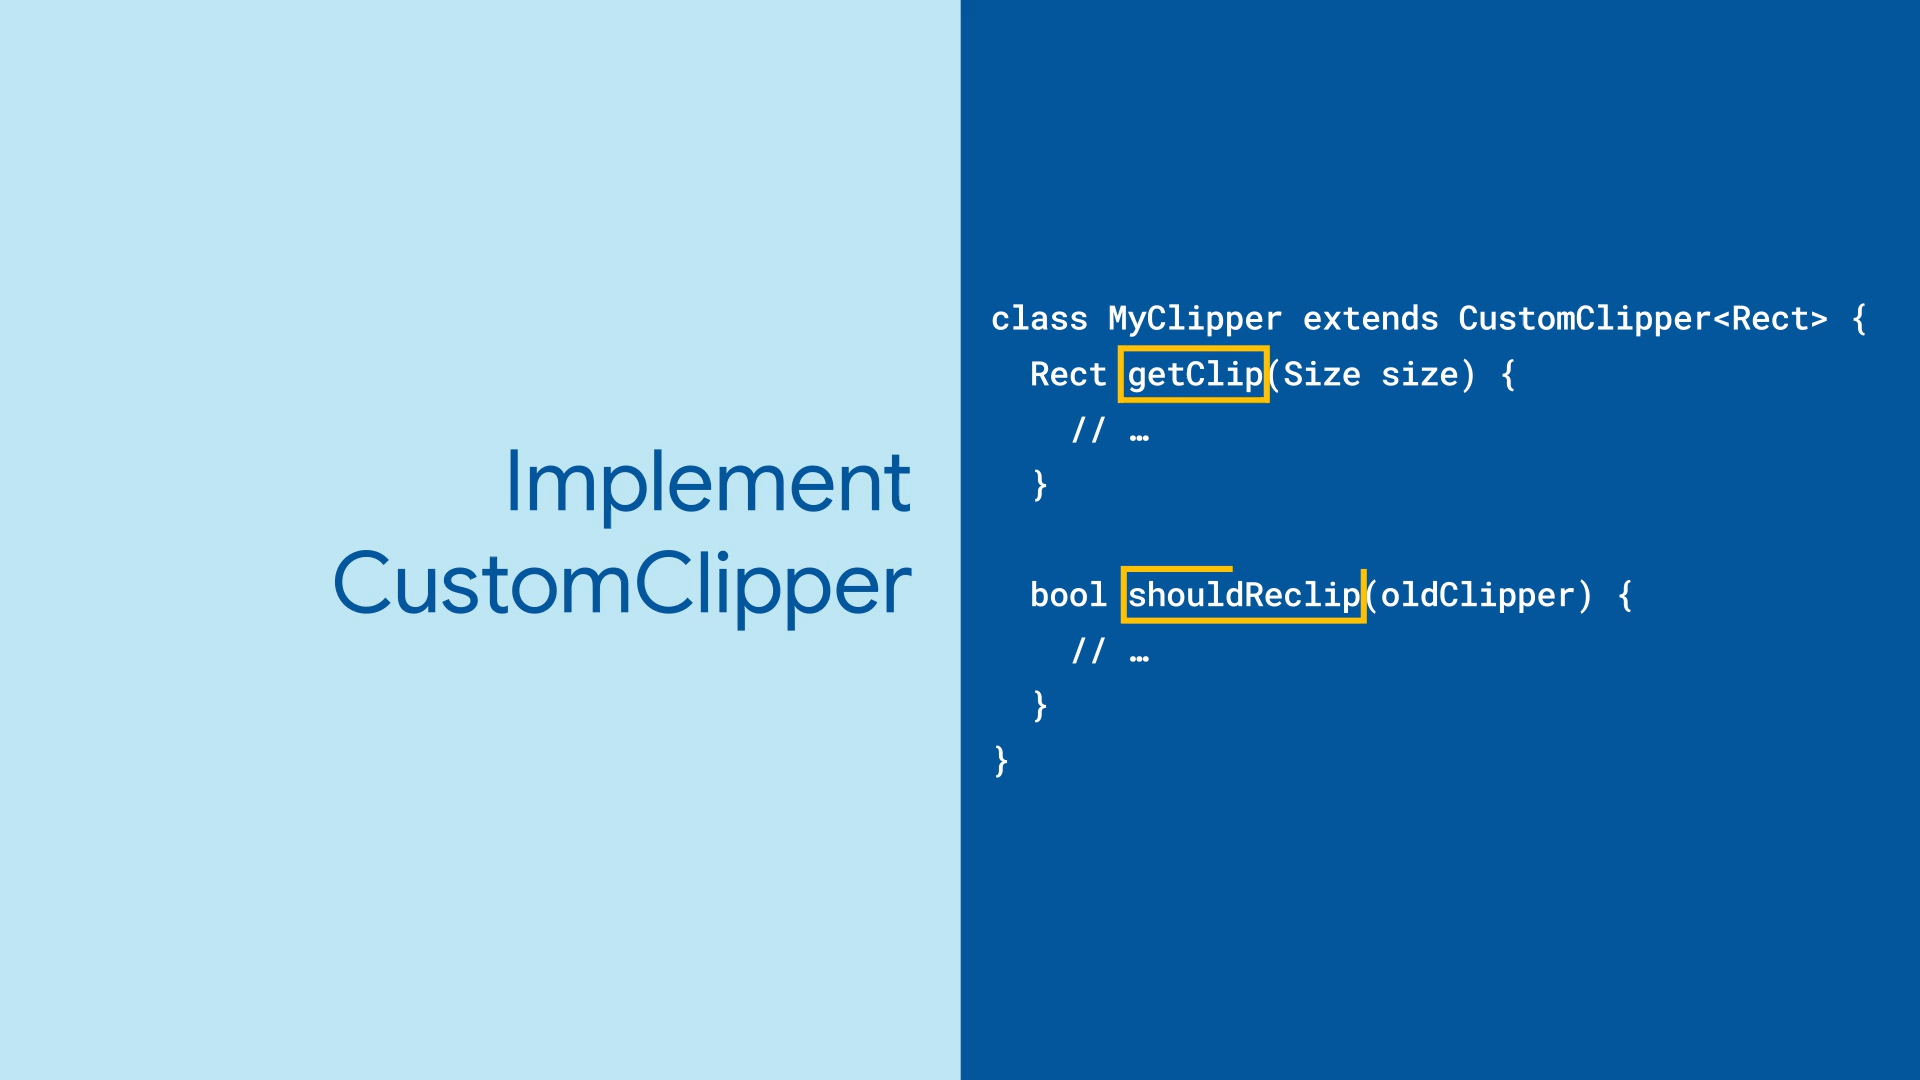 Implement
CustomClipper
class MyClipper extends CustomClipper<Rect> {
  Rect getClip(Size size) {
    // …
  }
  bool shouldReclip(oldClipper) {
    // …
  }
}